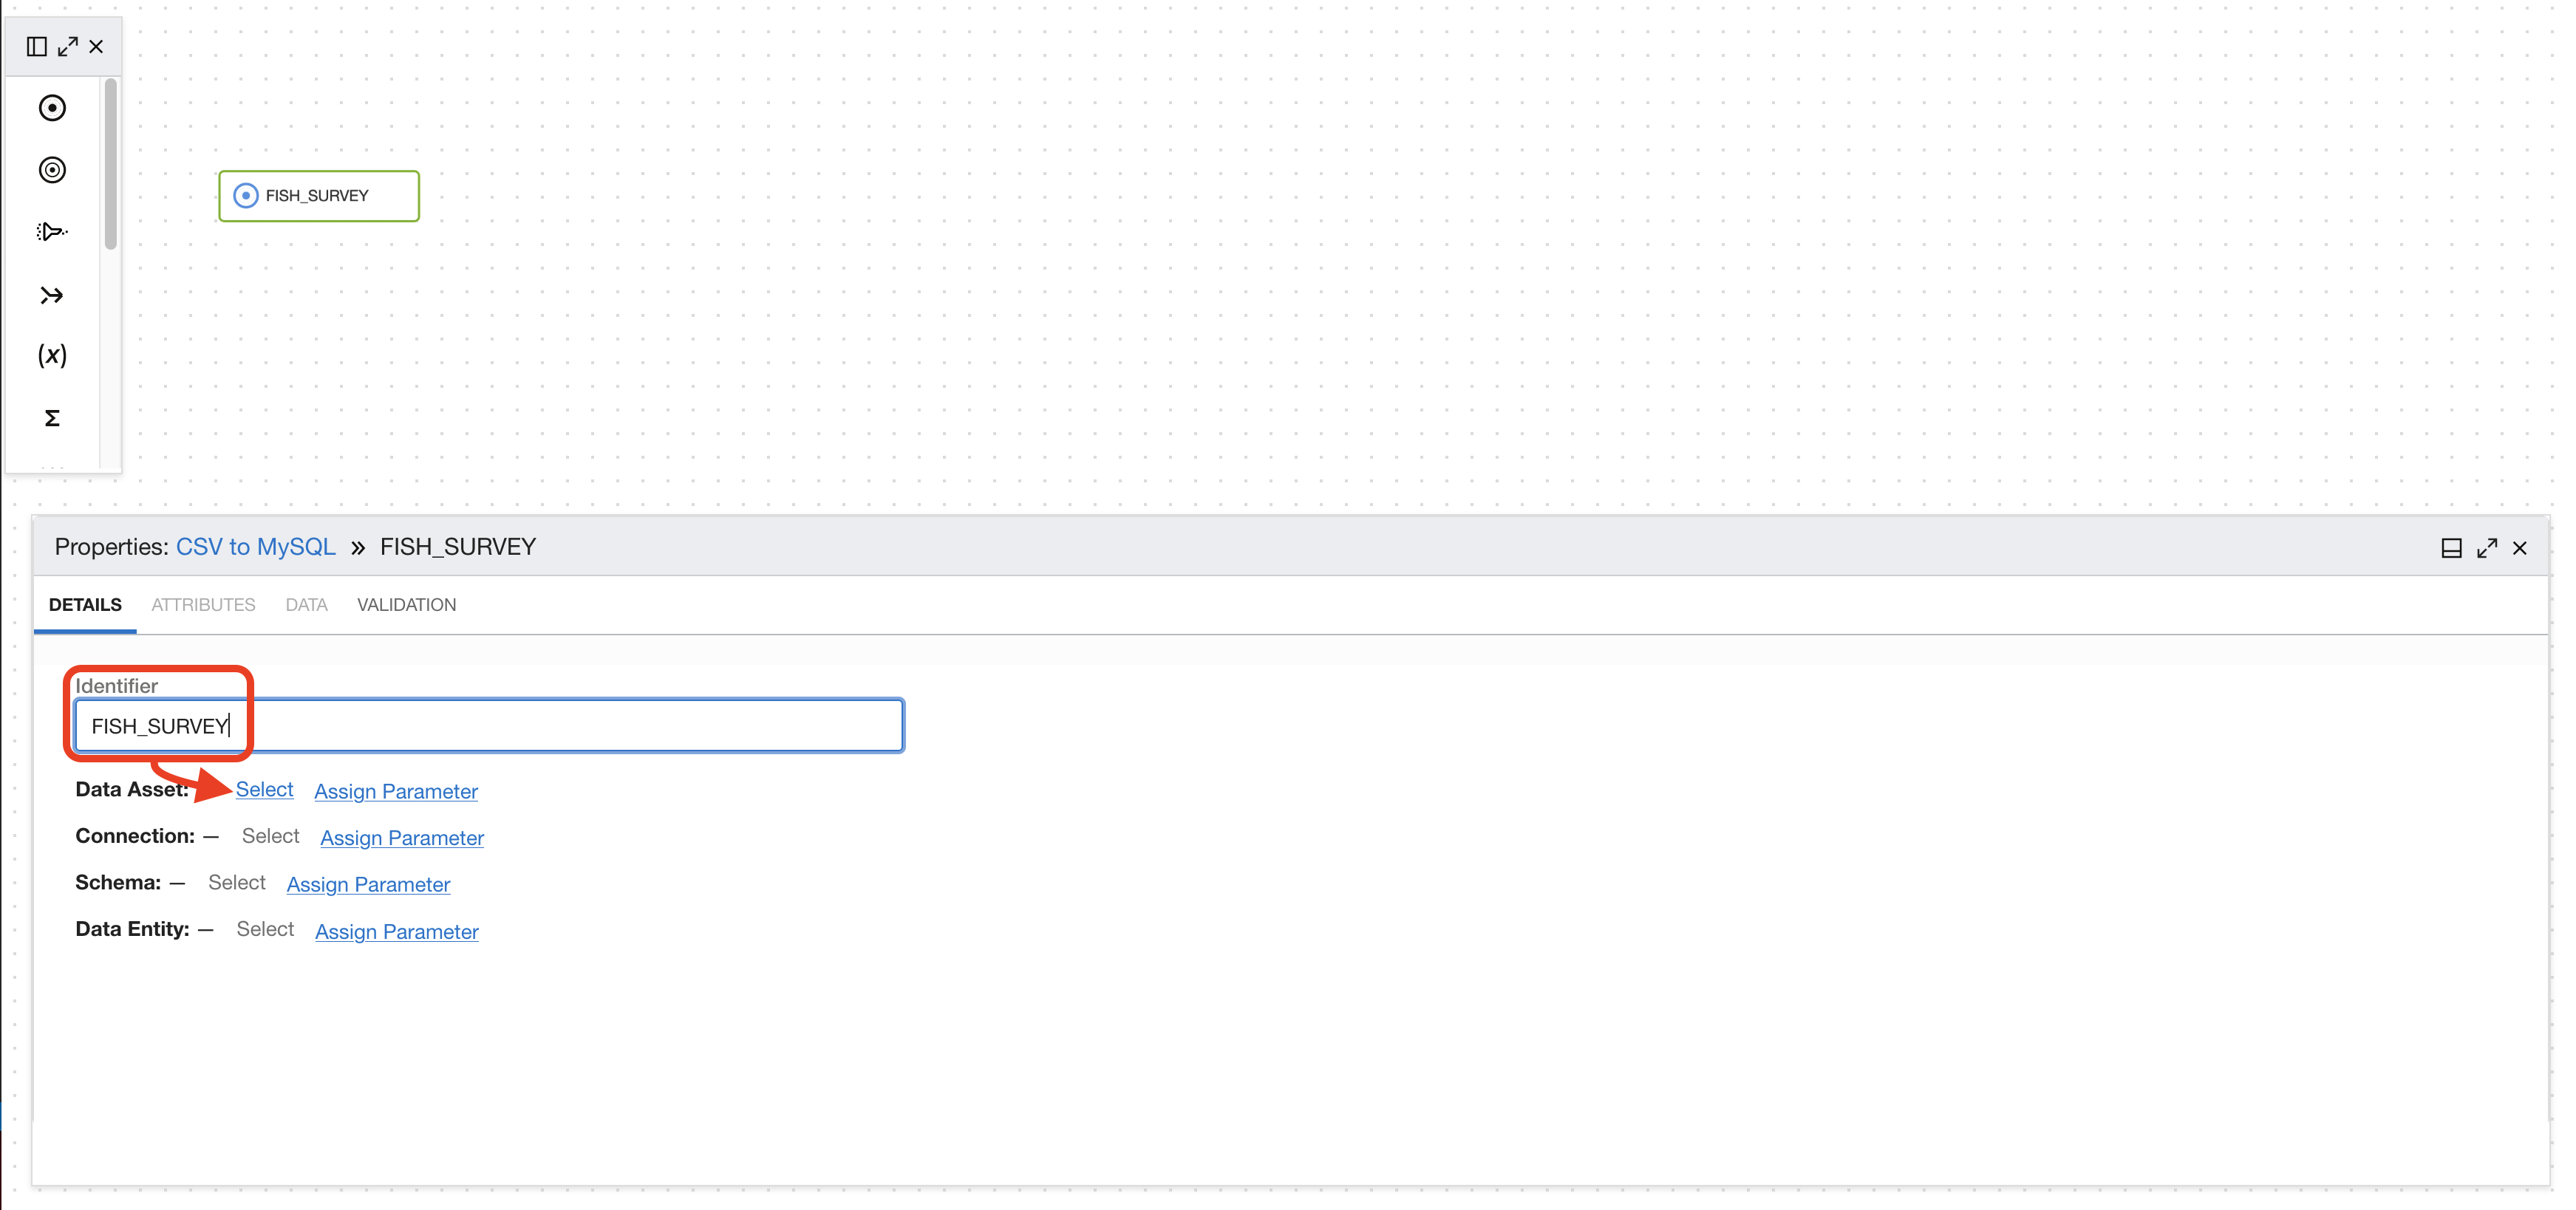 (x)
Σ
FISH_SURVEY
Properties: CSV to MySQL » FISH_SURVEY
DETAILS ATTRIBUTES DATA VALIDATION
Identifier
FISH_SURVEY
Data Asset: Select Assign Parameter
Connection: — Select Assign Parameter
Schema: — Select Assign Parameter
Data Entity: — Select Assign Parameter